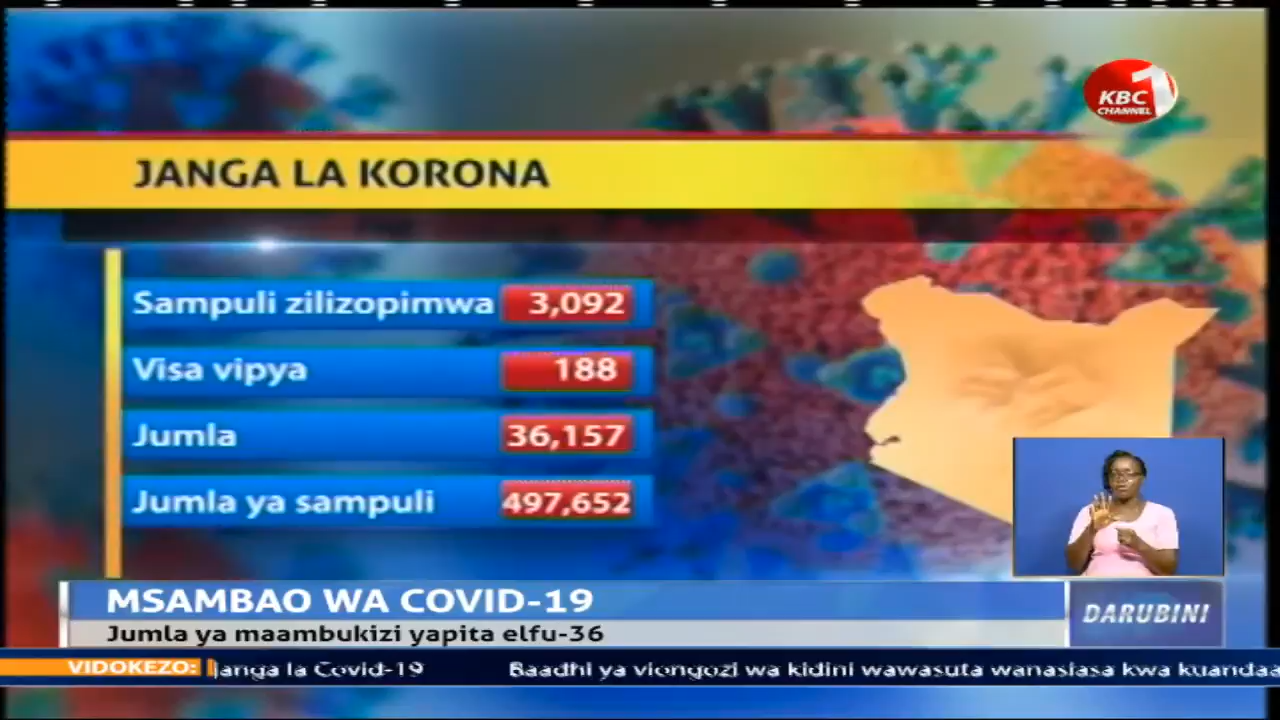 KBC 1
CHANNEL
JANGA LA KORONA
Sampuli zilizopimwa 3,092
Visa vipya 188
Jumla 36,157
Jumla ya sampuli 497,652
MSAMBAO WA COVID-19
Jumla ya maambukizi yapita elfu-36
DARUBINI
VIDOKEZO: Janga la Covid-19 Baadhi ya viongozi wa kidini wawasuta wanasiasa kwa kuandaa